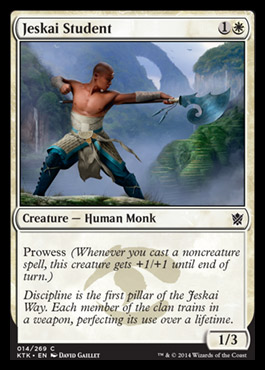 Jeskai Student 1
Creature — Human Monk
Prowess (Whenever you cast a noncreature
spell, this creature gets +1/+1 until end of
turn.)
Discipline is the first pillar of the Jeskai
Way. Each member of the clan trains in
a weapon, perfecting its use over a lifetime.
1/3
014/269 C
KTK • EN DAVID GAILLET
™ & © 2014 Wizards of the Coast